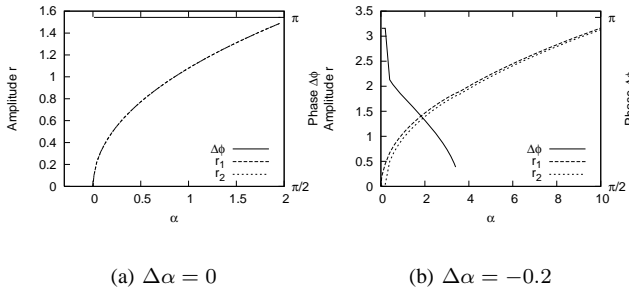 1.6
1.4
1.2
1
0.8
0.6
0.4
0.2
0
Amplitude r
π
π/2
Phase Δϕ
Δϕ
r1
r2
0 0.5 1 1.5 2
α
(a) Δα = 0
3.5
3
2.5
2
1.5
1
0.5
0
Amplitude r
π
π/2
Phase Δϕ
Δϕ
r1
r2
0 2 4 6 8 10
α
(b) Δα = −0.2